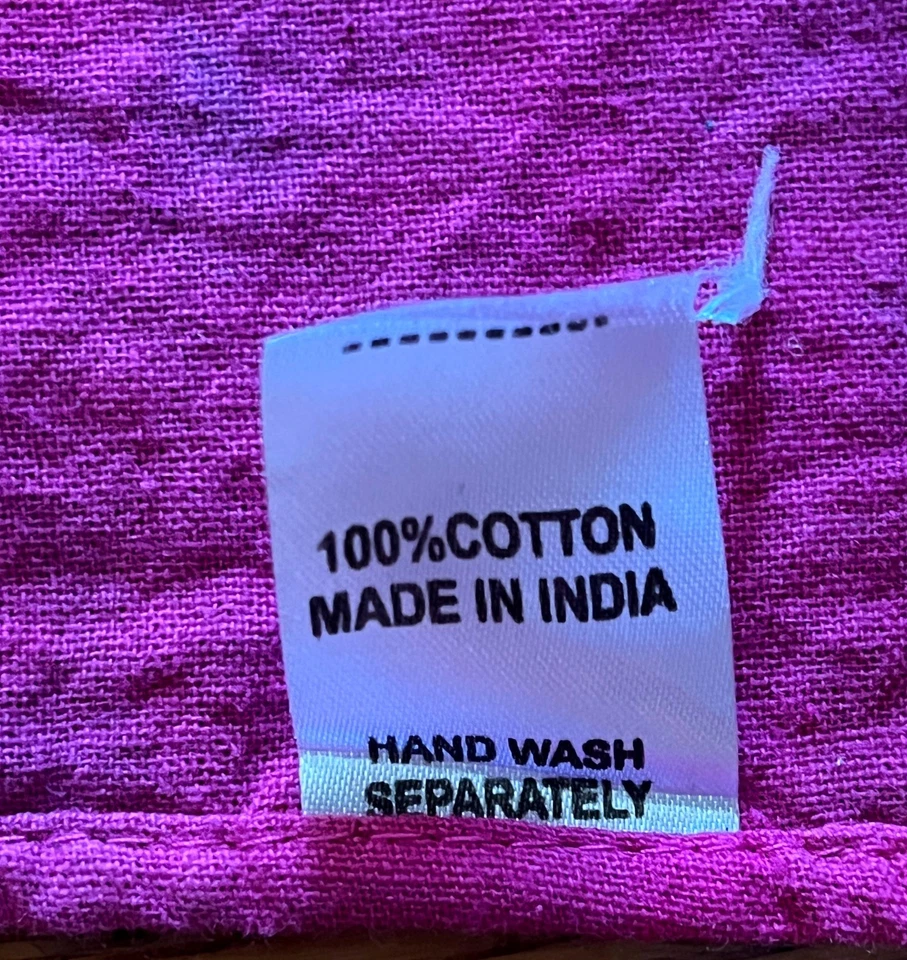 100%COTTON
MADE IN INDIA
HAND WASH
SEPARATELY